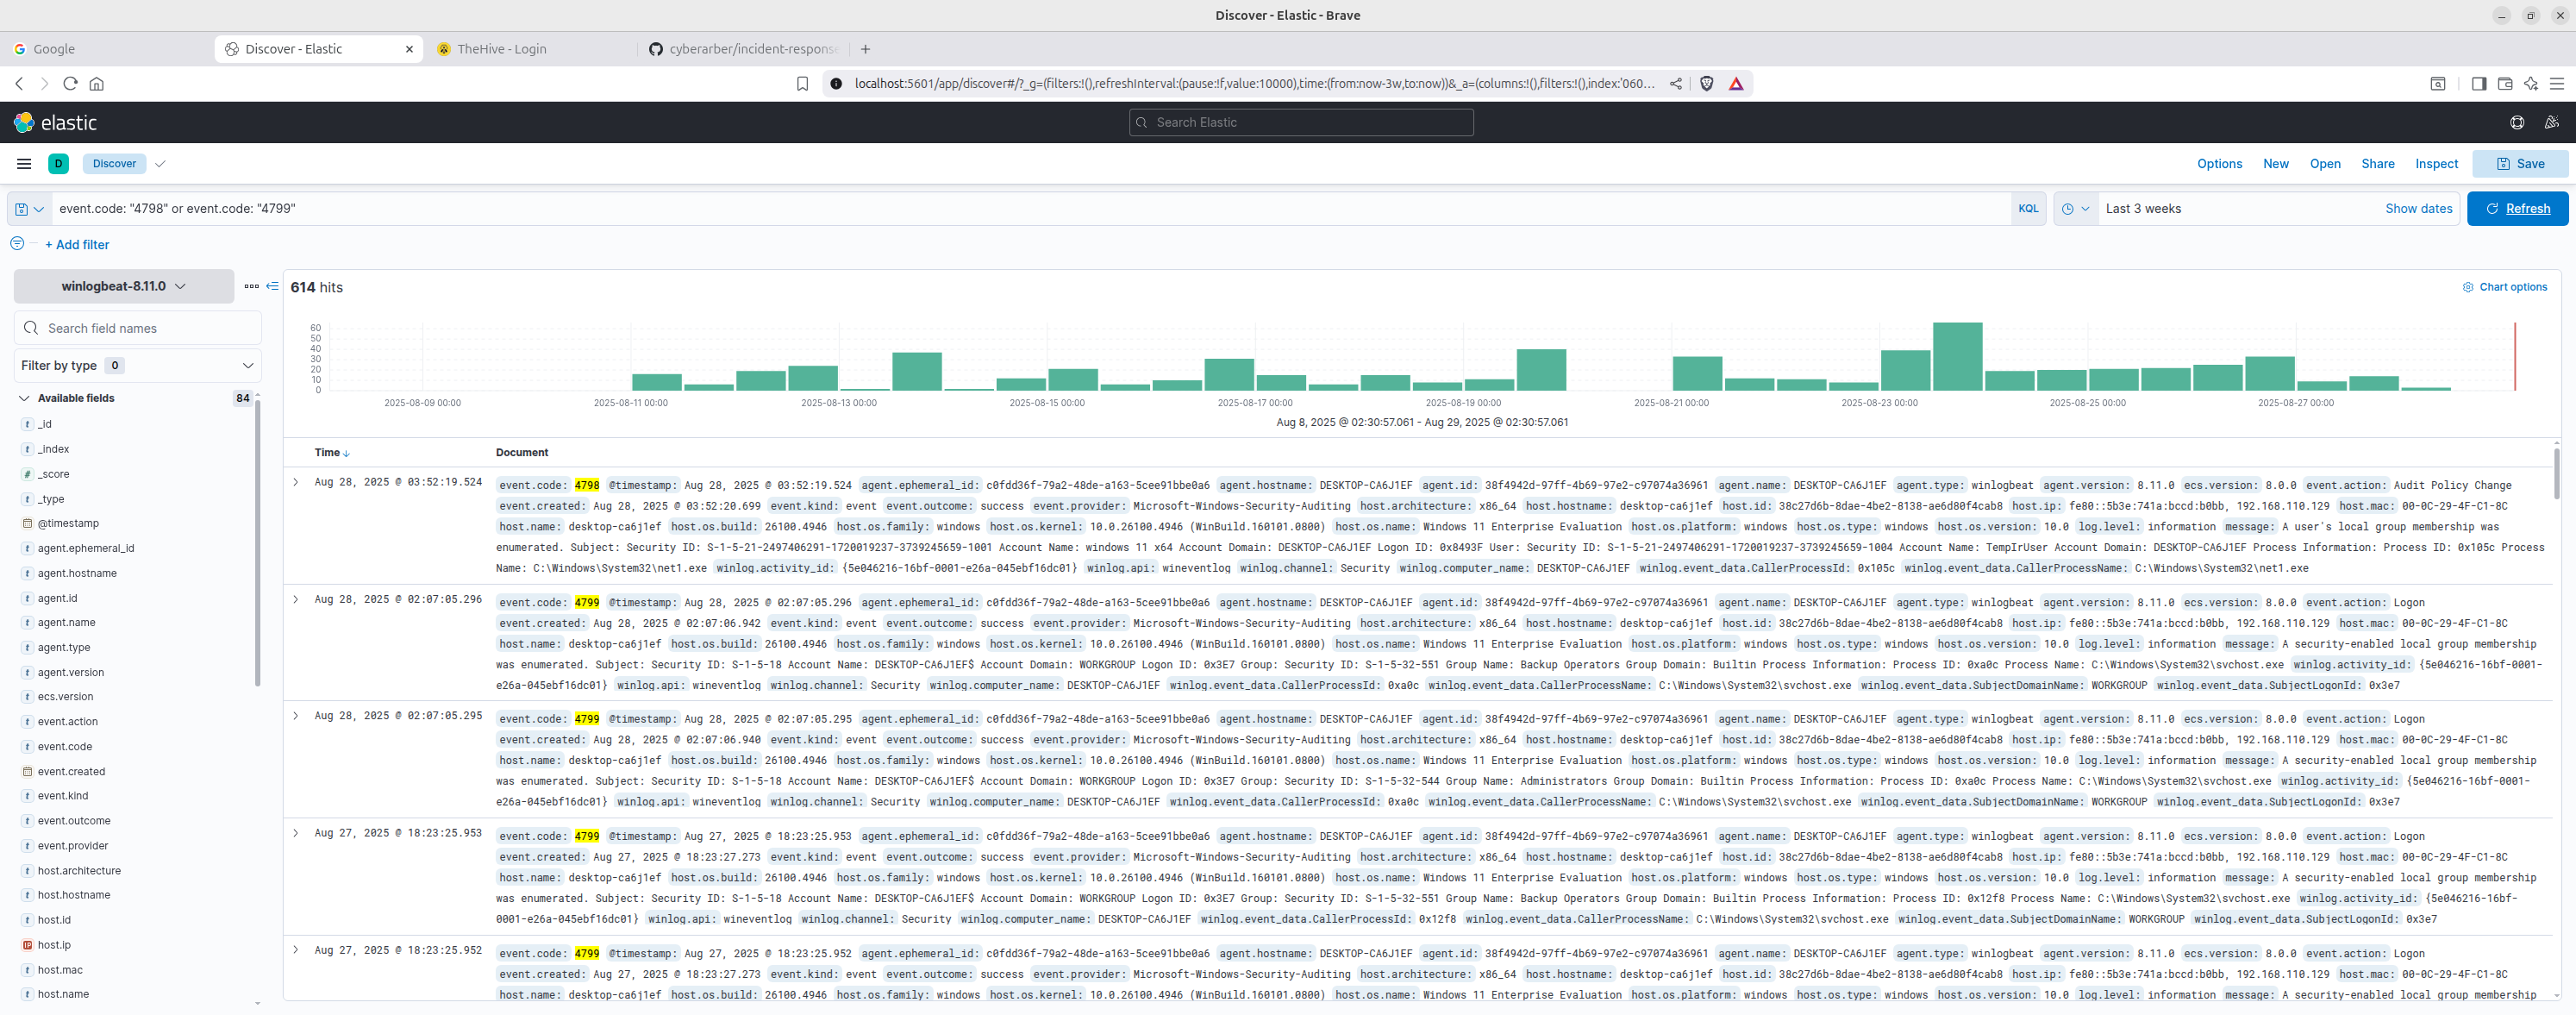 Discover - Elastic - Brave
Google
Discover - Elastic
TheHive - Login
cyberarber/incident-respons
localhost:5601/app/discover#/?_g=(filters:!(),refreshInterval:(pause:!f,value:10000),time:(from:now-3w,to:now))&_a=(columns:!(),filters:!(),index:'060...
elastic
Search Elastic
D Discover
Options New Open Share Inspect Save
event.code: "4798" or event.code: "4799"
KQL
Last 3 weeks
Show dates
Refresh
+ Add filter
winlogbeat-8.11.0
Search field names
Filter by type 0
Available fields 84
t _id
t _index
# _score
t _type
@timestamp
t agent.ephemeral_id
t agent.hostname
t agent.id
t agent.name
t agent.type
t agent.version
t ecs.version
t event.action
t event.code
event.created
t event.kind
t event.outcome
t event.provider
t host.architecture
t host.hostname
t host.id
IP host.ip
t host.mac
t host.name
614 hits
Chart options
60
50
40
30
20
10
0
2025-08-09 00:00 2025-08-11 00:00 2025-08-13 00:00 2025-08-15 00:00 2025-08-17 00:00 2025-08-19 00:00 2025-08-21 00:00 2025-08-23 00:00 2025-08-25 00:00 2025-08-27 00:00
Aug 8, 2025 @ 02:30:57.061 - Aug 29, 2025 @ 02:30:57.061
Time Document
Aug 28, 2025 @ 03:52:19.524
event.code: 4798 @timestamp: Aug 28, 2025 @ 03:52:19.524 agent.ephemeral_id: c0fdd36f-79a2-48de-a163-5cee91bbe0a6 agent.hostname: DESKTOP-CA6J1EF agent.id: 38f4942d-97ff-4b69-97e2-c97074a36961 agent.name: DESKTOP-CA6J1EF agent.type: winlogbeat agent.version: 8.11.0 ecs.version: 8.0.0 event.action: Audit Policy Change
event.created: Aug 28, 2025 @ 03:52:20.699 event.kind: event event.outcome: success event.provider: Microsoft-Windows-Security-Auditing host.architecture: x86_64 host.hostname: desktop-ca6j1ef host.id: 38c27d6b-8dae-4be2-8138-ae6d80f4cab8 host.ip: fe80::5b3e:741a:bccd:b0bb, 192.168.110.129 host.mac: 00-0C-29-4F-C1-8C
host.name: desktop-ca6j1ef host.os.build: 26100.4946 host.os.family: windows host.os.kernel: 10.0.26100.4946 (WinBuild.160101.0800) host.os.name: Windows 11 Enterprise Evaluation host.os.platform: windows host.os.type: windows host.os.version: 10.0 log.level: information message: A user's local group membership was
enumerated. Subject: Security ID: S-1-5-21-2497406291-1720019237-3739245659-1001 Account Name: windows 11 x64 Account Domain: DESKTOP-CA6J1EF Logon ID: 0x8493F User: Security ID: S-1-5-21-2497406291-1720019237-3739245659-1004 Account Name: TempIrUser Account Domain: DESKTOP-CA6J1EF Process Information: Process ID: 0x105c Process
Name: C:\Windows\System32\net1.exe winlog.activity_id: {5e046216-16bf-0001-e26a-045ebf16dc01} winlog.api: wineventlog winlog.channel: Security winlog.computer_name: DESKTOP-CA6J1EF winlog.event_data.CallerProcessId: 0x105c winlog.event_data.CallerProcessName: C:\Windows\System32\net1.exe
Aug 28, 2025 @ 02:07:05.296
event.code: 4799 @timestamp: Aug 28, 2025 @ 02:07:05.296 agent.ephemeral_id: c0fdd36f-79a2-48de-a163-5cee91bbe0a6 agent.hostname: DESKTOP-CA6J1EF agent.id: 38f4942d-97ff-4b69-97e2-c97074a36961 agent.name: DESKTOP-CA6J1EF agent.type: winlogbeat agent.version: 8.11.0 ecs.version: 8.0.0 event.action: Logon
event.created: Aug 28, 2025 @ 02:07:06.942 event.kind: event event.outcome: success event.provider: Microsoft-Windows-Security-Auditing host.architecture: x86_64 host.hostname: desktop-ca6j1ef host.id: 38c27d6b-8dae-4be2-8138-ae6d80f4cab8 host.ip: fe80::5b3e:741a:bccd:b0bb, 192.168.110.129 host.mac: 00-0C-29-4F-C1-8C
host.name: desktop-ca6j1ef host.os.build: 26100.4946 host.os.family: windows host.os.kernel: 10.0.26100.4946 (WinBuild.160101.0800) host.os.name: Windows 11 Enterprise Evaluation host.os.platform: windows host.os.type: windows host.os.version: 10.0 log.level: information message: A security-enabled local group membership
was enumerated. Subject: Security ID: S-1-5-18 Account Name: DESKTOP-CA6J1EF$ Account Domain: WORKGROUP Logon ID: 0x3E7 Group: Security ID: S-1-5-32-551 Group Name: Backup Operators Group Domain: Builtin Process Information: Process ID: 0xa0c Process Name: C:\Windows\System32\svchost.exe winlog.activity_id: {5e046216-16bf-0001-
e26a-045ebf16dc01} winlog.api: wineventlog winlog.channel: Security winlog.computer_name: DESKTOP-CA6J1EF winlog.event_data.CallerProcessId: 0xa0c winlog.event_data.CallerProcessName: C:\Windows\System32\svchost.exe winlog.event_data.SubjectDomainName: WORKGROUP winlog.event_data.SubjectLogonId: 0x3e7
Aug 28, 2025 @ 02:07:05.295
event.code: 4799 @timestamp: Aug 28, 2025 @ 02:07:05.295 agent.ephemeral_id: c0fdd36f-79a2-48de-a163-5cee91bbe0a6 agent.hostname: DESKTOP-CA6J1EF agent.id: 38f4942d-97ff-4b69-97e2-c97074a36961 agent.name: DESKTOP-CA6J1EF agent.type: winlogbeat agent.version: 8.11.0 ecs.version: 8.0.0 event.action: Logon
event.created: Aug 28, 2025 @ 02:07:06.940 event.kind: event event.outcome: success event.provider: Microsoft-Windows-Security-Auditing host.architecture: x86_64 host.hostname: desktop-ca6j1ef host.id: 38c27d6b-8dae-4be2-8138-ae6d80f4cab8 host.ip: fe80::5b3e:741a:bccd:b0bb, 192.168.110.129 host.mac: 00-0C-29-4F-C1-8C
host.name: desktop-ca6j1ef host.os.build: 26100.4946 host.os.family: windows host.os.kernel: 10.0.26100.4946 (WinBuild.160101.0800) host.os.name: Windows 11 Enterprise Evaluation host.os.platform: windows host.os.type: windows host.os.version: 10.0 log.level: information message: A security-enabled local group membership
was enumerated. Subject: Security ID: S-1-5-18 Account Name: DESKTOP-CA6J1EF$ Account Domain: WORKGROUP Logon ID: 0x3E7 Group: Security ID: S-1-5-32-544 Group Name: Administrators Group Domain: Builtin Process Information: Process ID: 0xa0c Process Name: C:\Windows\System32\svchost.exe winlog.activity_id: {5e046216-16bf-0001-
e26a-045ebf16dc01} winlog.api: wineventlog winlog.channel: Security winlog.computer_name: DESKTOP-CA6J1EF winlog.event_data.CallerProcessId: 0xa0c winlog.event_data.CallerProcessName: C:\Windows\System32\svchost.exe winlog.event_data.SubjectDomainName: WORKGROUP winlog.event_data.SubjectLogonId: 0x3e7
Aug 27, 2025 @ 18:23:25.953
event.code: 4799 @timestamp: Aug 27, 2025 @ 18:23:25.953 agent.ephemeral_id: c0fdd36f-79a2-48de-a163-5cee91bbe0a6 agent.hostname: DESKTOP-CA6J1EF agent.id: 38f4942d-97ff-4b69-97e2-c97074a36961 agent.name: DESKTOP-CA6J1EF agent.type: winlogbeat agent.version: 8.11.0 ecs.version: 8.0.0 event.action: Logon
event.created: Aug 27, 2025 @ 18:23:27.273 event.kind: event event.outcome: success event.provider: Microsoft-Windows-Security-Auditing host.architecture: x86_64 host.hostname: desktop-ca6j1ef host.id: 38c27d6b-8dae-4be2-8138-ae6d80f4cab8 host.ip: fe80::5b3e:741a:bccd:b0bb, 192.168.110.129 host.mac: 00-0C-29-4F-C1-8C
host.name: desktop-ca6j1ef host.os.build: 26100.4946 host.os.family: windows host.os.kernel: 10.0.26100.4946 (WinBuild.160101.0800) host.os.name: Windows 11 Enterprise Evaluation host.os.platform: windows host.os.type: windows host.os.version: 10.0 log.level: information message: A security-enabled local group membership
was enumerated. Subject: Security ID: S-1-5-18 Account Name: DESKTOP-CA6J1EF$ Account Domain: WORKGROUP Logon ID: 0x3E7 Group: Security ID: S-1-5-32-551 Group Name: Backup Operators Group Domain: Builtin Process Information: Process ID: 0x12f8 Process Name: C:\Windows\System32\svchost.exe winlog.activity_id: {5e046216-16bf-
0001-e26a-045ebf16dc01} winlog.api: wineventlog winlog.channel: Security winlog.computer_name: DESKTOP-CA6J1EF winlog.event_data.CallerProcessId: 0x12f8 winlog.event_data.CallerProcessName: C:\Windows\System32\svchost.exe winlog.event_data.SubjectDomainName: WORKGROUP winlog.event_data.SubjectLogonId: 0x3e7
Aug 27, 2025 @ 18:23:25.952
event.code: 4799 @timestamp: Aug 27, 2025 @ 18:23:25.952 agent.ephemeral_id: c0fdd36f-79a2-48de-a163-5cee91bbe0a6 agent.hostname: DESKTOP-CA6J1EF agent.id: 38f4942d-97ff-4b69-97e2-c97074a36961 agent.name: DESKTOP-CA6J1EF agent.type: winlogbeat agent.version: 8.11.0 ecs.version: 8.0.0 event.action: Logon
event.created: Aug 27, 2025 @ 18:23:27.273 event.kind: event event.outcome: success event.provider: Microsoft-Windows-Security-Auditing host.architecture: x86_64 host.hostname: desktop-ca6j1ef host.id: 38c27d6b-8dae-4be2-8138-ae6d80f4cab8 host.ip: fe80::5b3e:741a:bccd:b0bb, 192.168.110.129 host.mac: 00-0C-29-4F-C1-8C
host.name: desktop-ca6j1ef host.os.build: 26100.4946 host.os.family: windows host.os.kernel: 10.0.26100.4946 (WinBuild.160101.0800) host.os.name: Windows 11 Enterprise Evaluation host.os.platform: windows host.os.type: windows host.os.version: 10.0 log.level: information message: A security-enabled local group membership